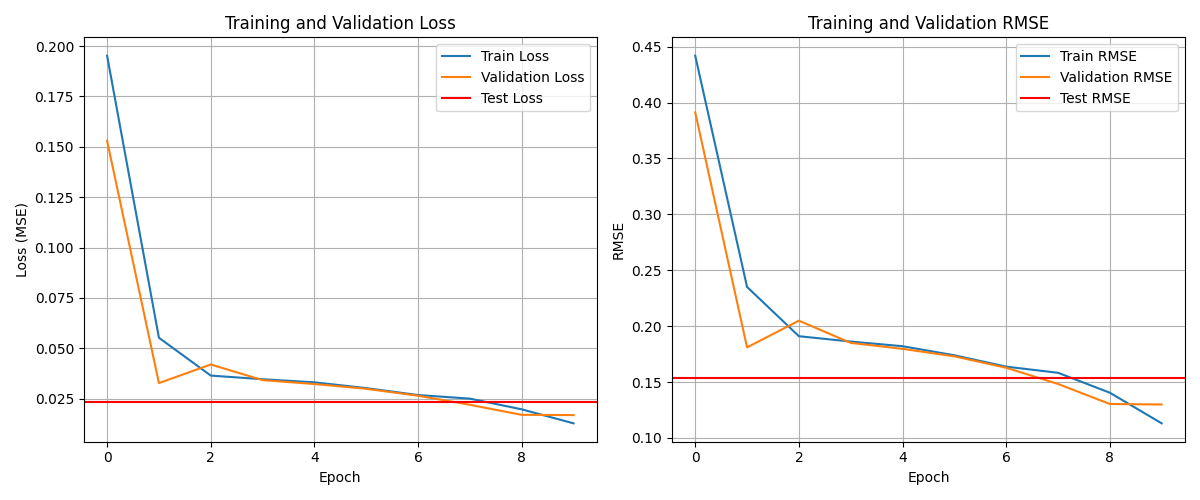 Training and Validation Loss
0.200
0.175
0.150
0.125
0.100
0.075
0.050
0.025
Loss (MSE)
0
2
4
6
8
Epoch
Train Loss
Validation Loss
Test Loss
Training and Validation RMSE
0.45
0.40
0.35
0.30
0.25
0.20
0.15
0.10
RMSE
0
2
4
6
8
Epoch
Train RMSE
Validation RMSE
Test RMSE